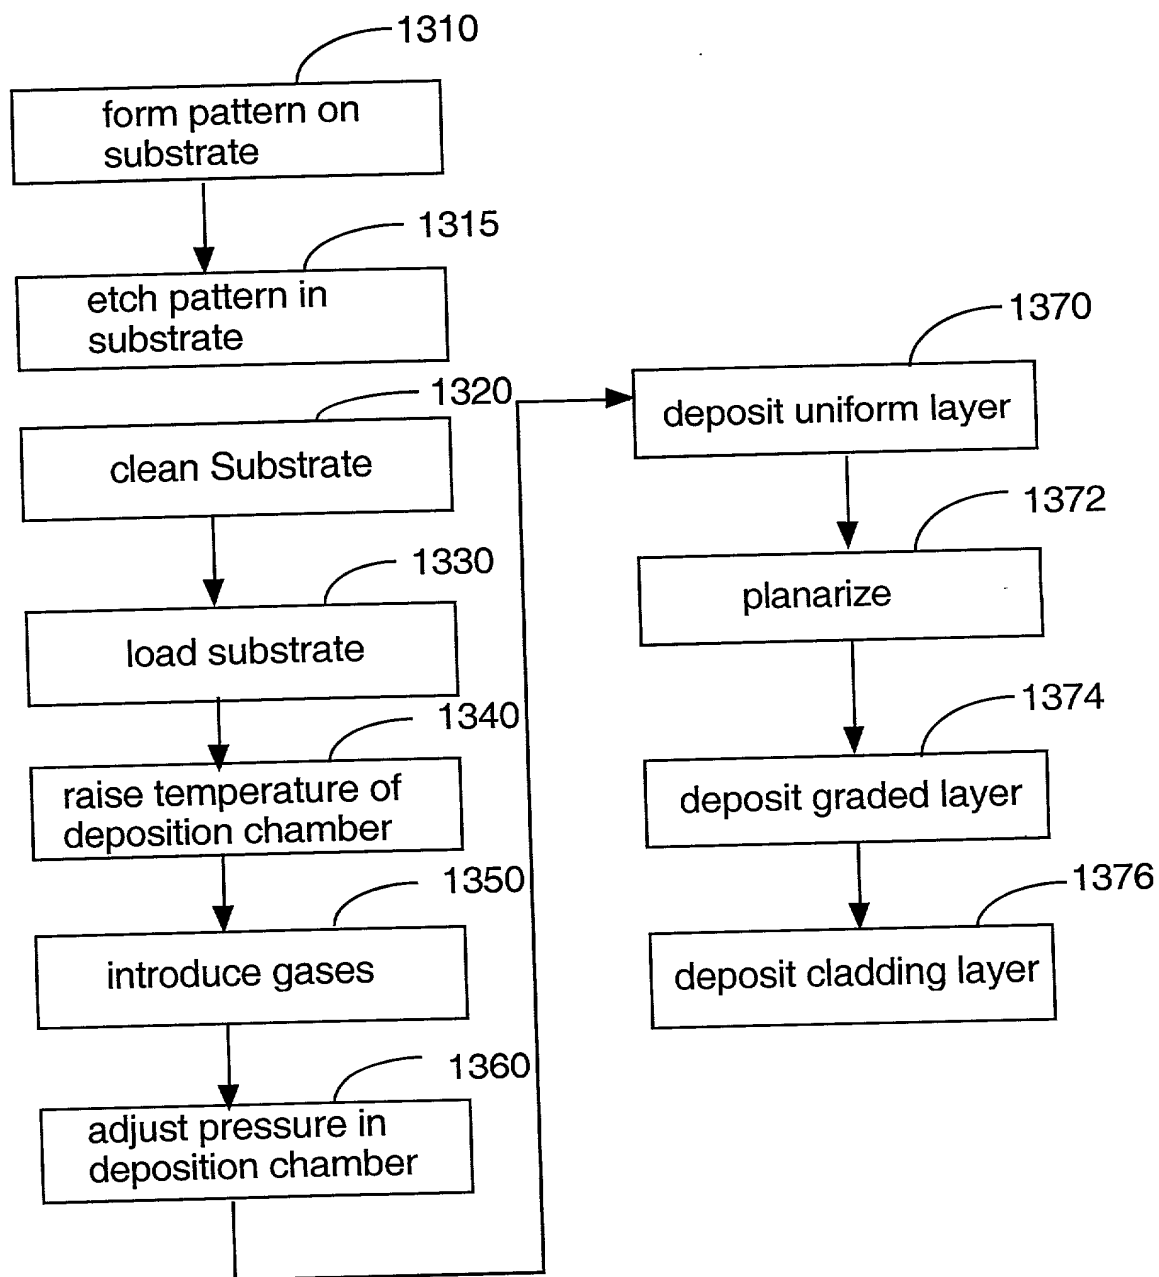 1310
form pattern on
substrate
1315
etch pattern in
substrate
1320
clean Substrate
1330
load substrate
1340
raise temperature of
deposition chamber
1350
introduce gases
1360
adjust pressure in
deposition chamber
1370
deposit uniform layer
1372
planarize
1374
deposit graded layer
1376
deposit cladding layer